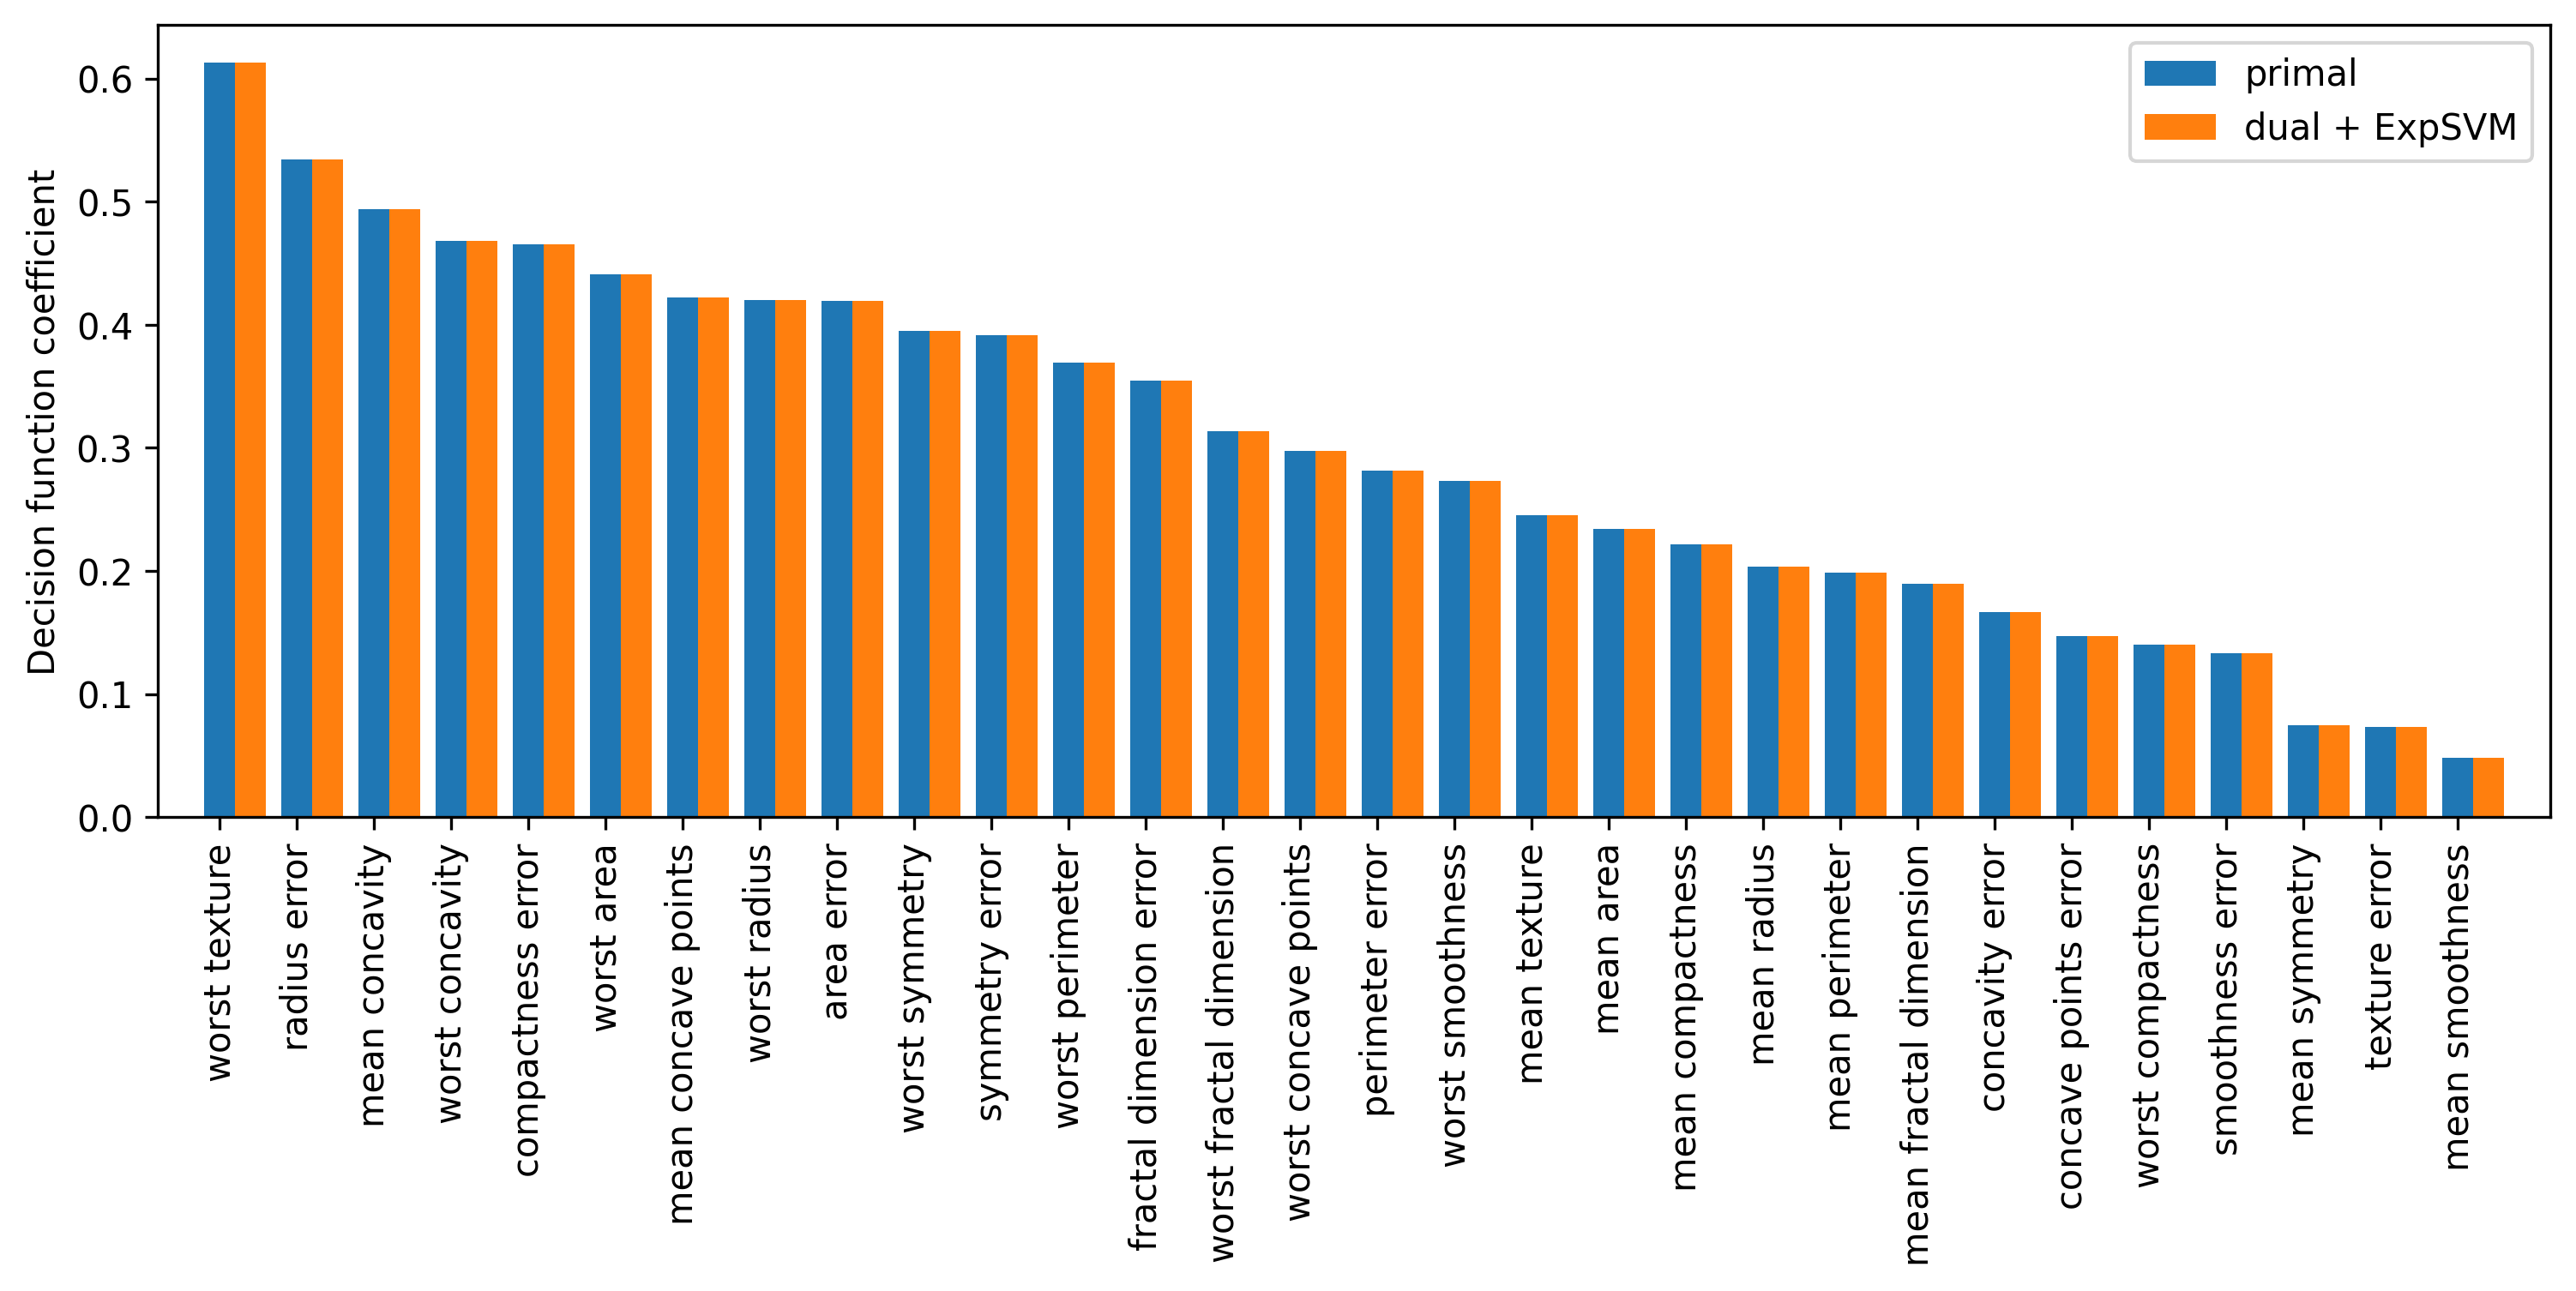 primal
dual + ExpSVM
Decision function coefficient
0.6
0.5
0.4
0.3
0.2
0.1
0.0
worst texture
radius error
mean concavity
worst concavity
compactness error
worst area
mean concave points
worst radius
area error
worst symmetry
symmetry error
worst perimeter
fractal dimension error
worst fractal dimension
worst concave points
perimeter error
worst smoothness
mean texture
mean area
mean compactness
mean radius
mean perimeter
mean fractal dimension
concavity error
concave points error
worst compactness
smoothness error
mean symmetry
texture error
mean smoothness